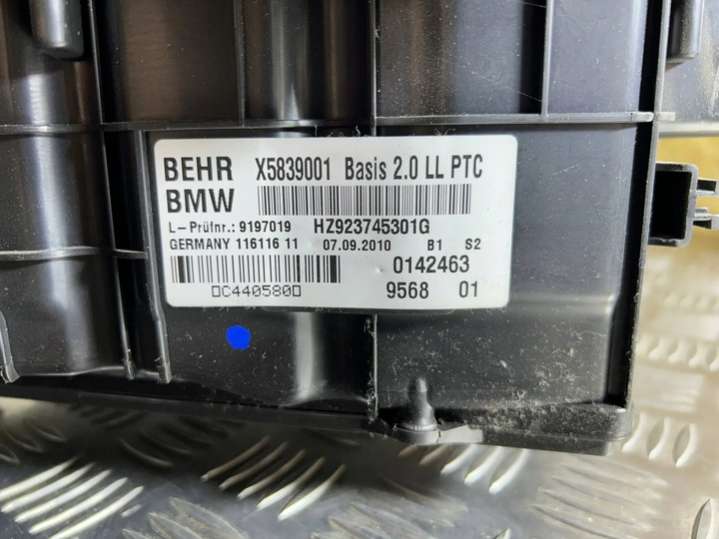 BEHR X5839001 Basis 2.0 LL PTC
BMW
L-Prüfnr.: 9197019 HZ923745301G
GERMANY 116116 11 07.09.2010 B1 S2
0142463
□C440580□ 9568 01